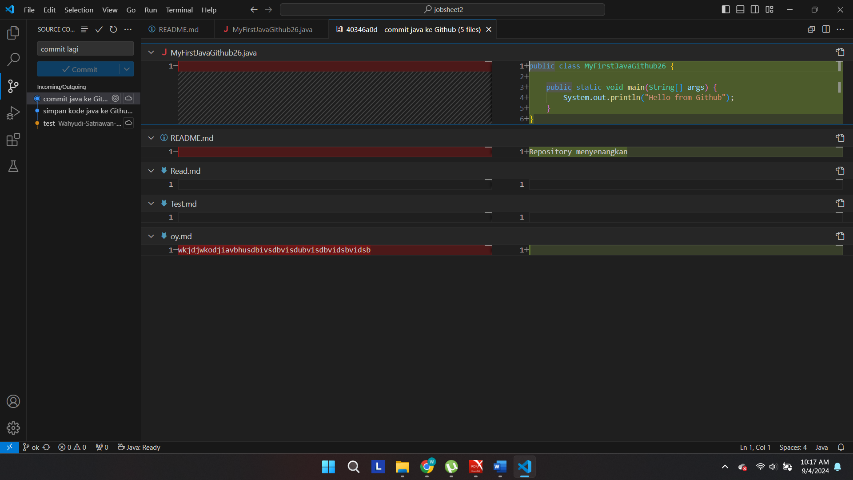 File Edit Selection View Go Run Terminal Help
jobsheet2
SOURCE CO...
README.md
MyFirstJavaGithub26.java
40346a0d commit java ke Github (5 files)
commit lagi
Commit
Incoming/Outgoing
commit java ke Git...
simpan kode java ke Githu...
test Wahyudi-Satriawan-...
MyFirstJavaGithub26.java
1
1 public class MyFirstJavaGithub26 {
2
3 public static void main(String[] args) {
4 System.out.println("Hello from Github");
5 }
6 }
README.md
1
1 Repository menyenangkan
Read.md
1 1
Test.md
1 1
oy.md
1 wkjdjwkodjiavbhusdbivsdbvisdubvisdbvidsbvidsb
1
ok 0 0 0 Java: Ready
Ln 1, Col 1 Spaces: 4 Java
10:17 AM
9/4/2024